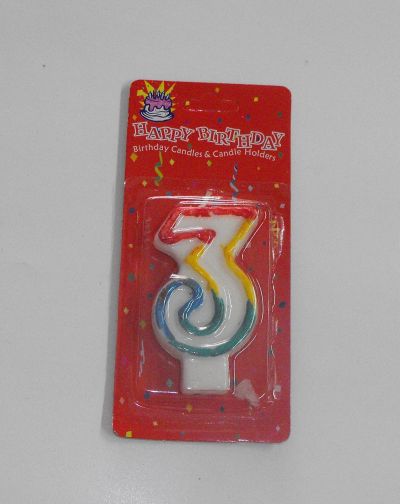 HAPPY BIRTHDAY
Birthday Candles & Candle Holders
3